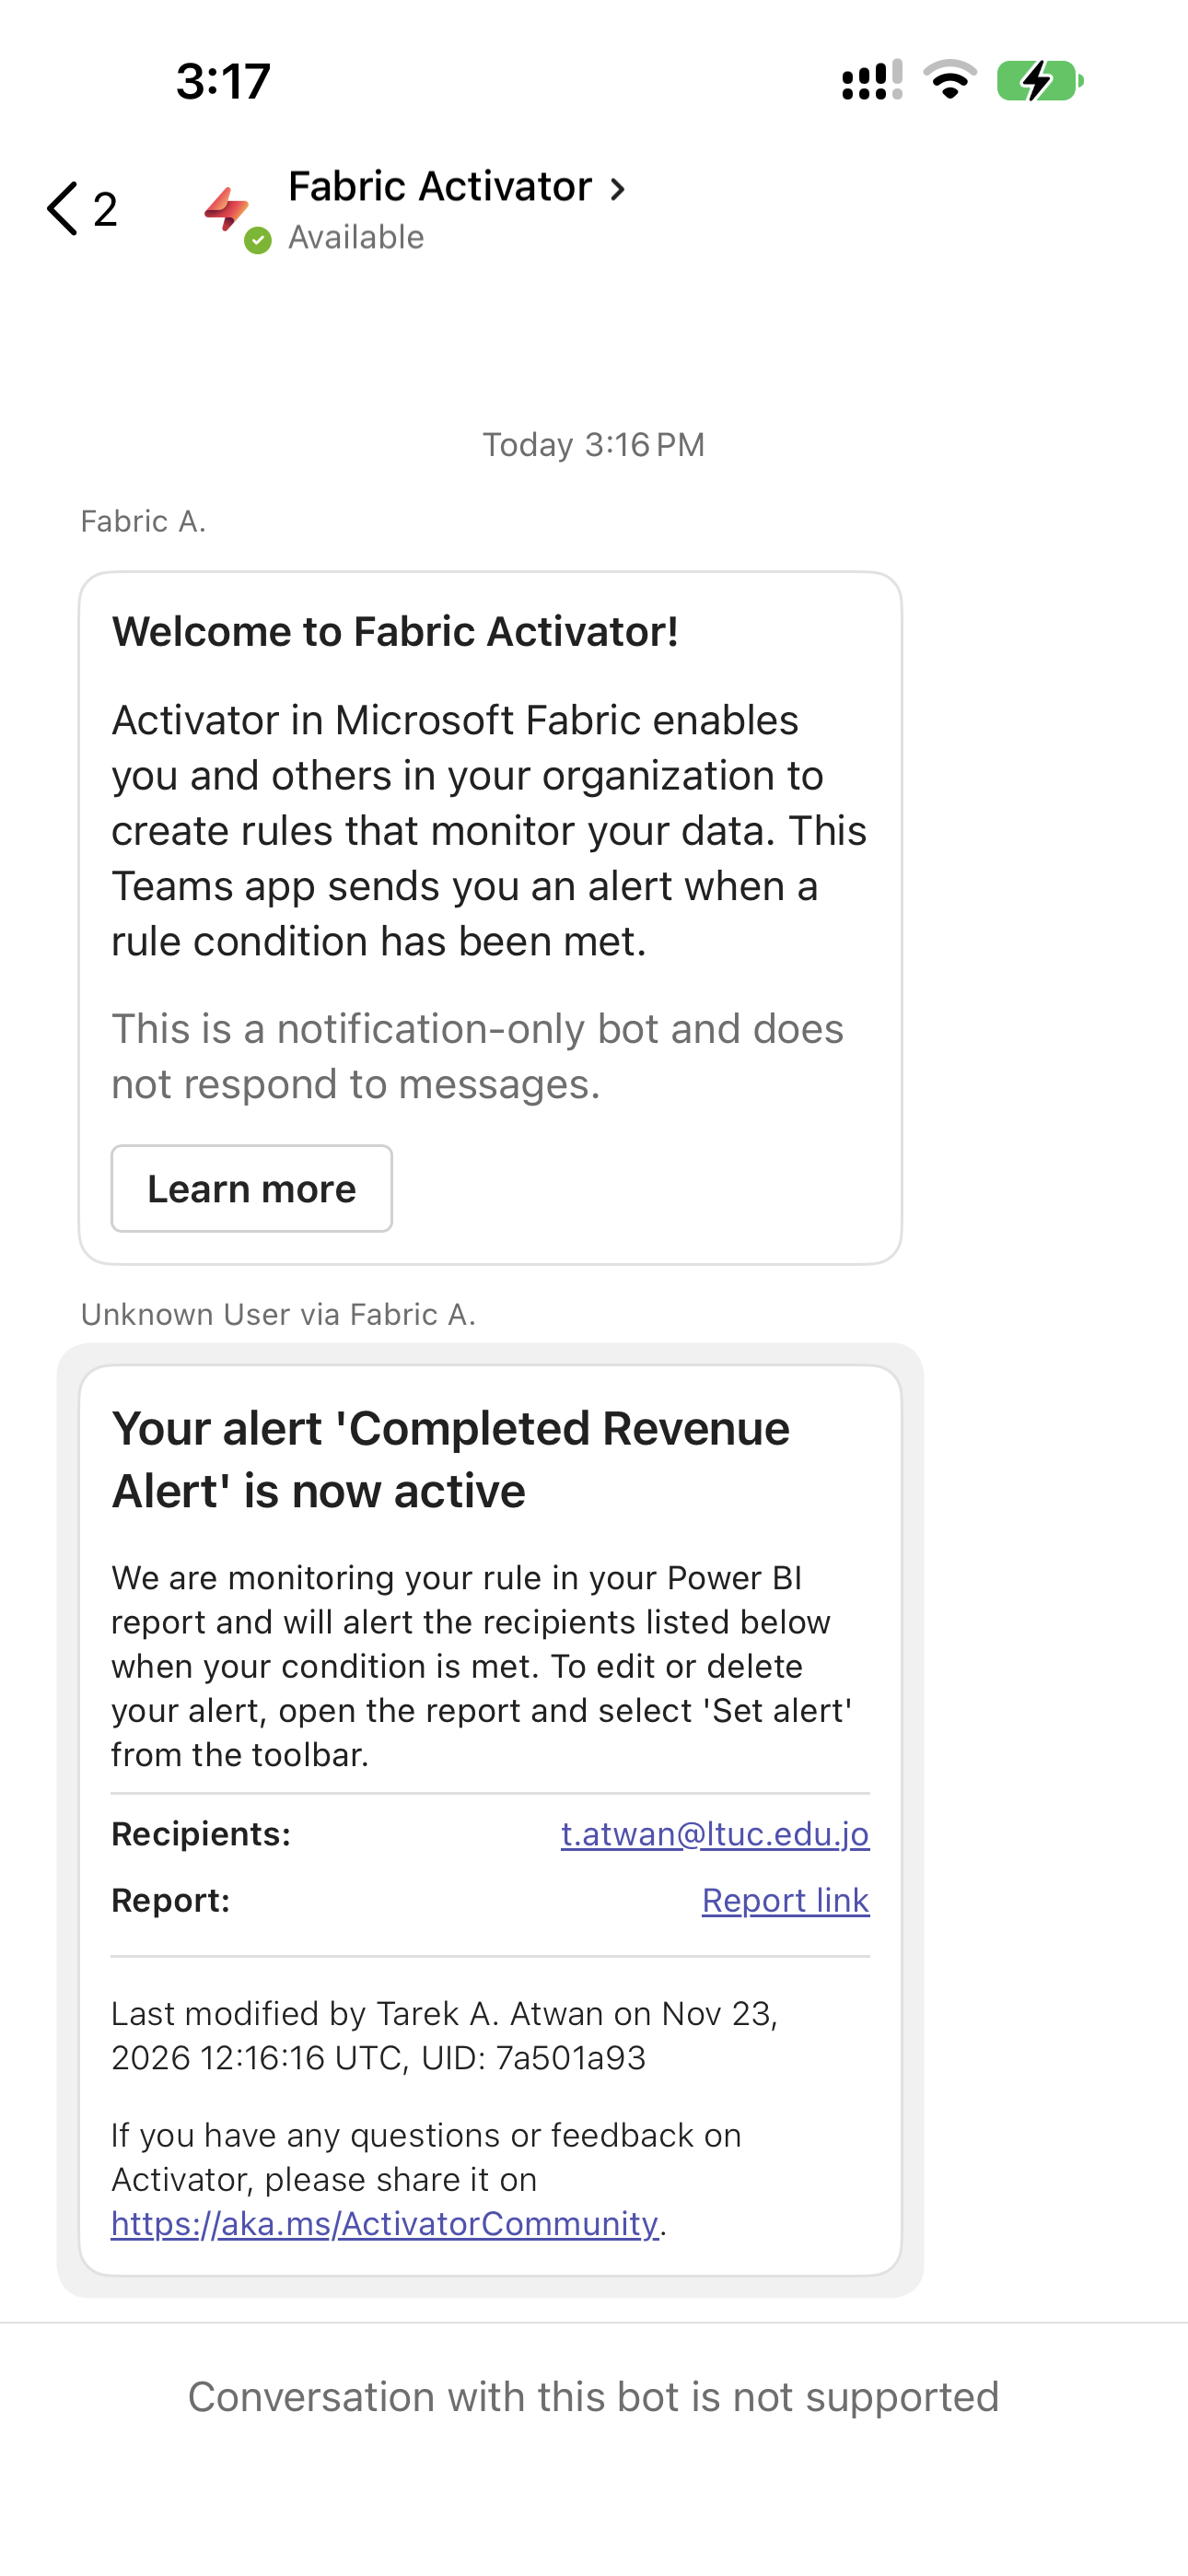 3:17
2
Fabric Activator
Available
Today 3:16 PM
Fabric A.
Welcome to Fabric Activator!
Activator in Microsoft Fabric enables
you and others in your organization to
create rules that monitor your data. This
Teams app sends you an alert when a
rule condition has been met.
This is a notification-only bot and does
not respond to messages.
Learn more
Unknown User via Fabric A.
Your alert 'Completed Revenue
Alert' is now active
We are monitoring your rule in your Power BI
report and will alert the recipients listed below
when your condition is met. To edit or delete
your alert, open the report and select 'Set alert'
from the toolbar.
Recipients: t.atwan@ltuc.edu.jo
Report: Report link
Last modified by Tarek A. Atwan on Nov 23,
2026 12:16:16 UTC, UID: 7a501a93
If you have any questions or feedback on
Activator, please share it on
https://aka.ms/ActivatorCommunity.
Conversation with this bot is not supported